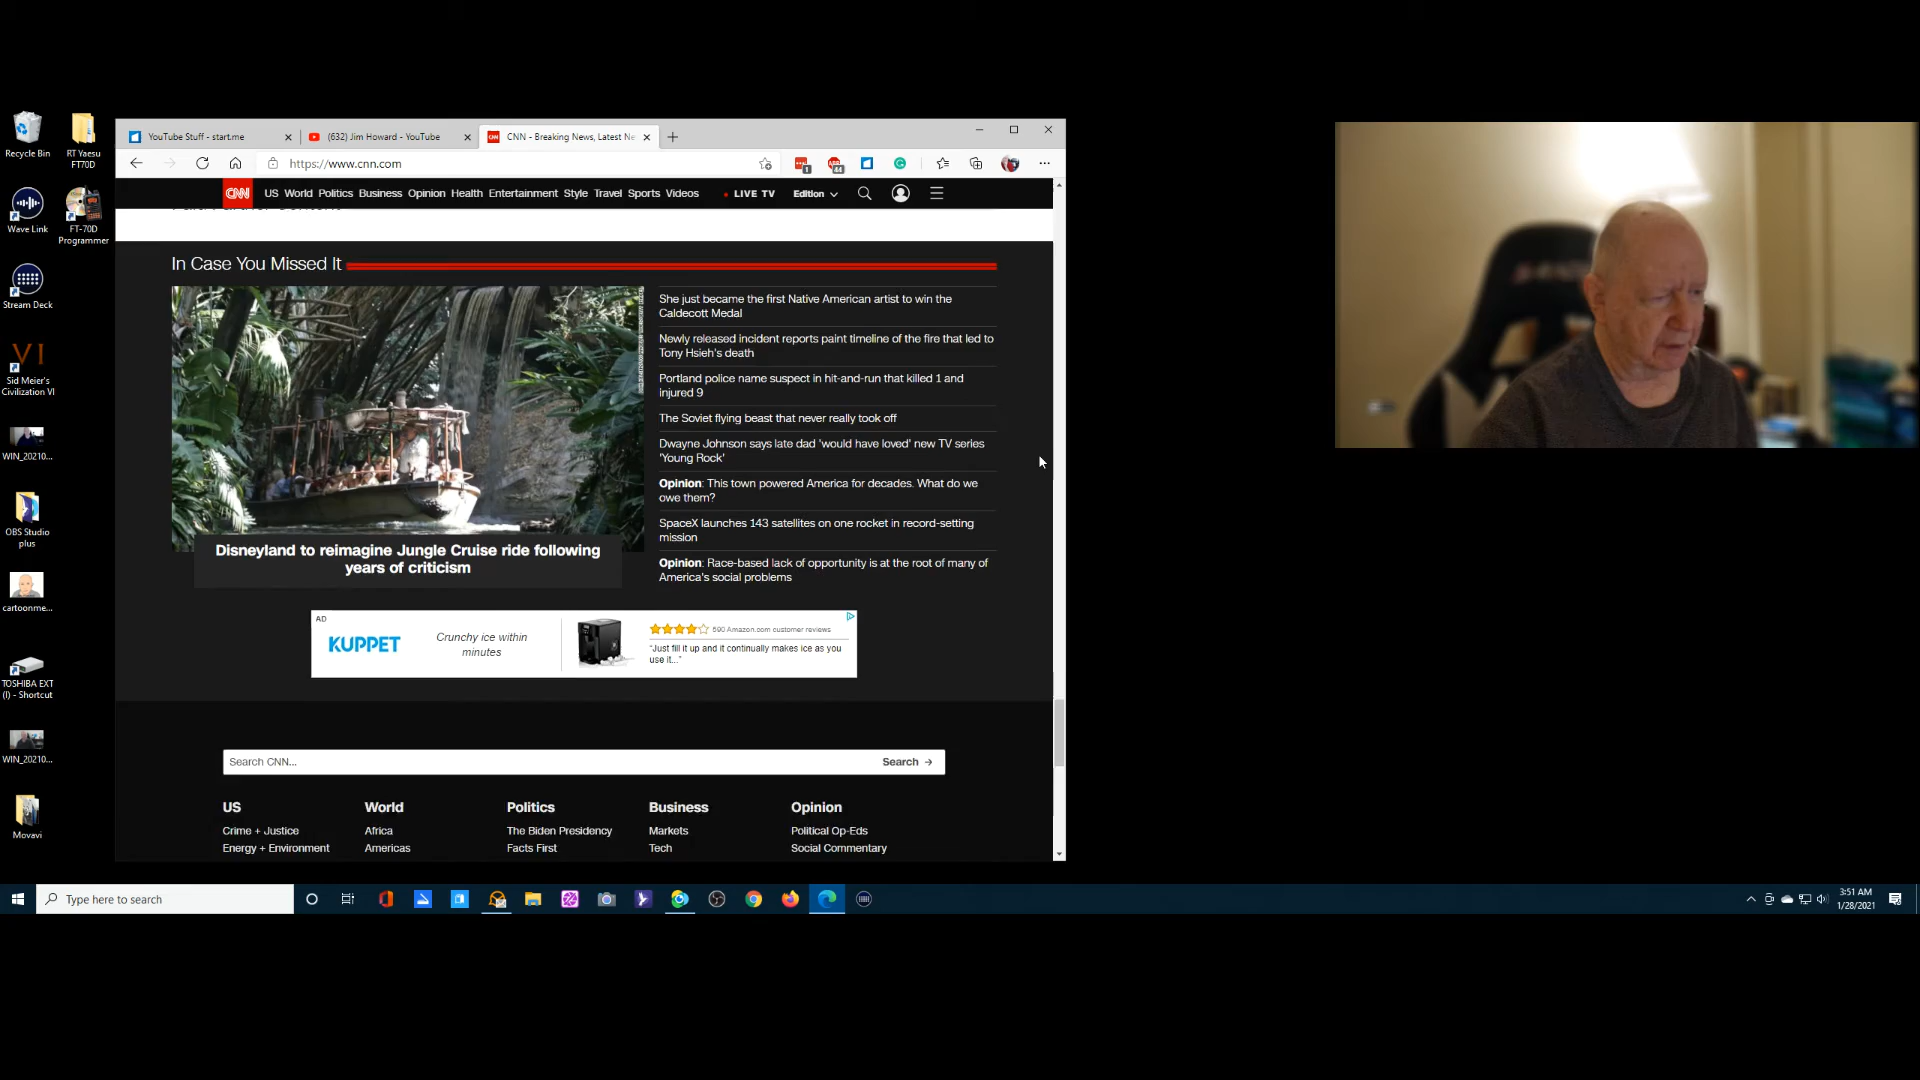 Recycle Bin
RT Yaesu
FT70D
Wave Link
FT-70D
Programmer
Stream Deck
VI
Sid Meier's
Civilization VI
WIN_20210...
OBS Studio
plus
cartoonme...
TOSHIBA EXT
(I) - Shortcut
WIN_20210...
Movavi
YouTube Stuff - start.me
(632) Jim Howard - YouTube
CNN - Breaking News, Latest Ne
https://www.cnn.com
1
44
CNN
US World Politics Business Opinion Health Entertainment Style Travel Sports Videos
LIVE TV
Edition
In Case You Missed It
Disneyland to reimagine Jungle Cruise ride following
years of criticism
She just became the first Native American artist to win the
Caldecott Medal
Newly released incident reports paint timeline of the fire that led to
Tony Hsieh's death
Portland police name suspect in hit-and-run that killed 1 and
injured 9
The Soviet flying beast that never really took off
Dwayne Johnson says late dad 'would have loved' new TV series
'Young Rock'
Opinion: This town powered America for decades. What do we
owe them?
SpaceX launches 143 satellites on one rocket in record-setting
mission
Opinion: Race-based lack of opportunity is at the root of many of
America's social problems
AD
KUPPET
Crunchy ice within
minutes
590 Amazon.com customer reviews
"Just fill it up and it continually makes ice as you
use it..."
Search CNN...
Search →
US World Politics Business Opinion
Crime + Justice Africa The Biden Presidency Markets Political Op-Eds
Energy + Environment Americas Facts First Tech Social Commentary
Type here to search
3:51 AM
1/28/2021